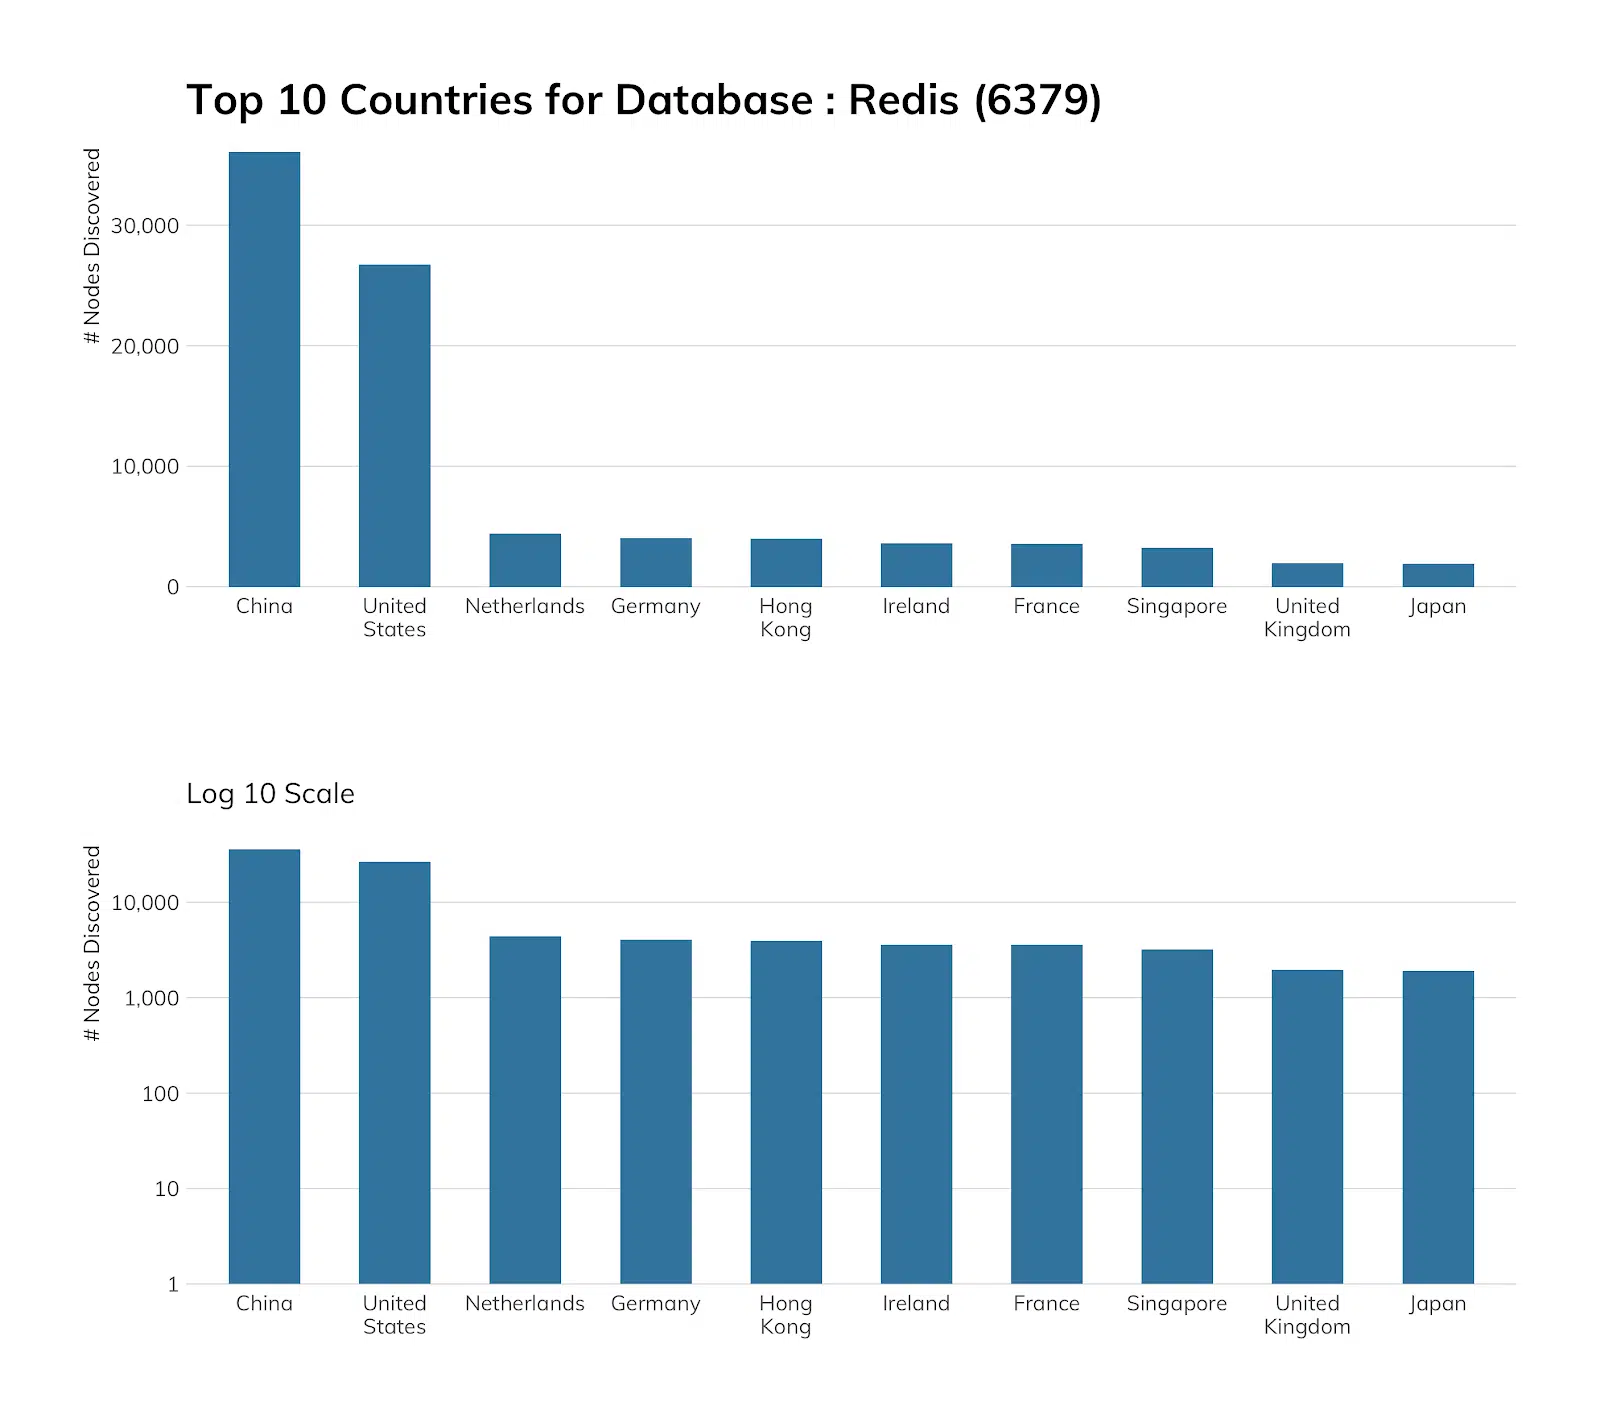 Top 10 Countries for Database : Redis (6379)
# Nodes Discovered
30,000
20,000
10,000
0
China
United
States
Netherlands
Germany
Hong
Kong
Ireland
France
Singapore
United
Kingdom
Japan
Log 10 Scale
# Nodes Discovered
10,000
1,000
100
10
1
China
United
States
Netherlands
Germany
Hong
Kong
Ireland
France
Singapore
United
Kingdom
Japan